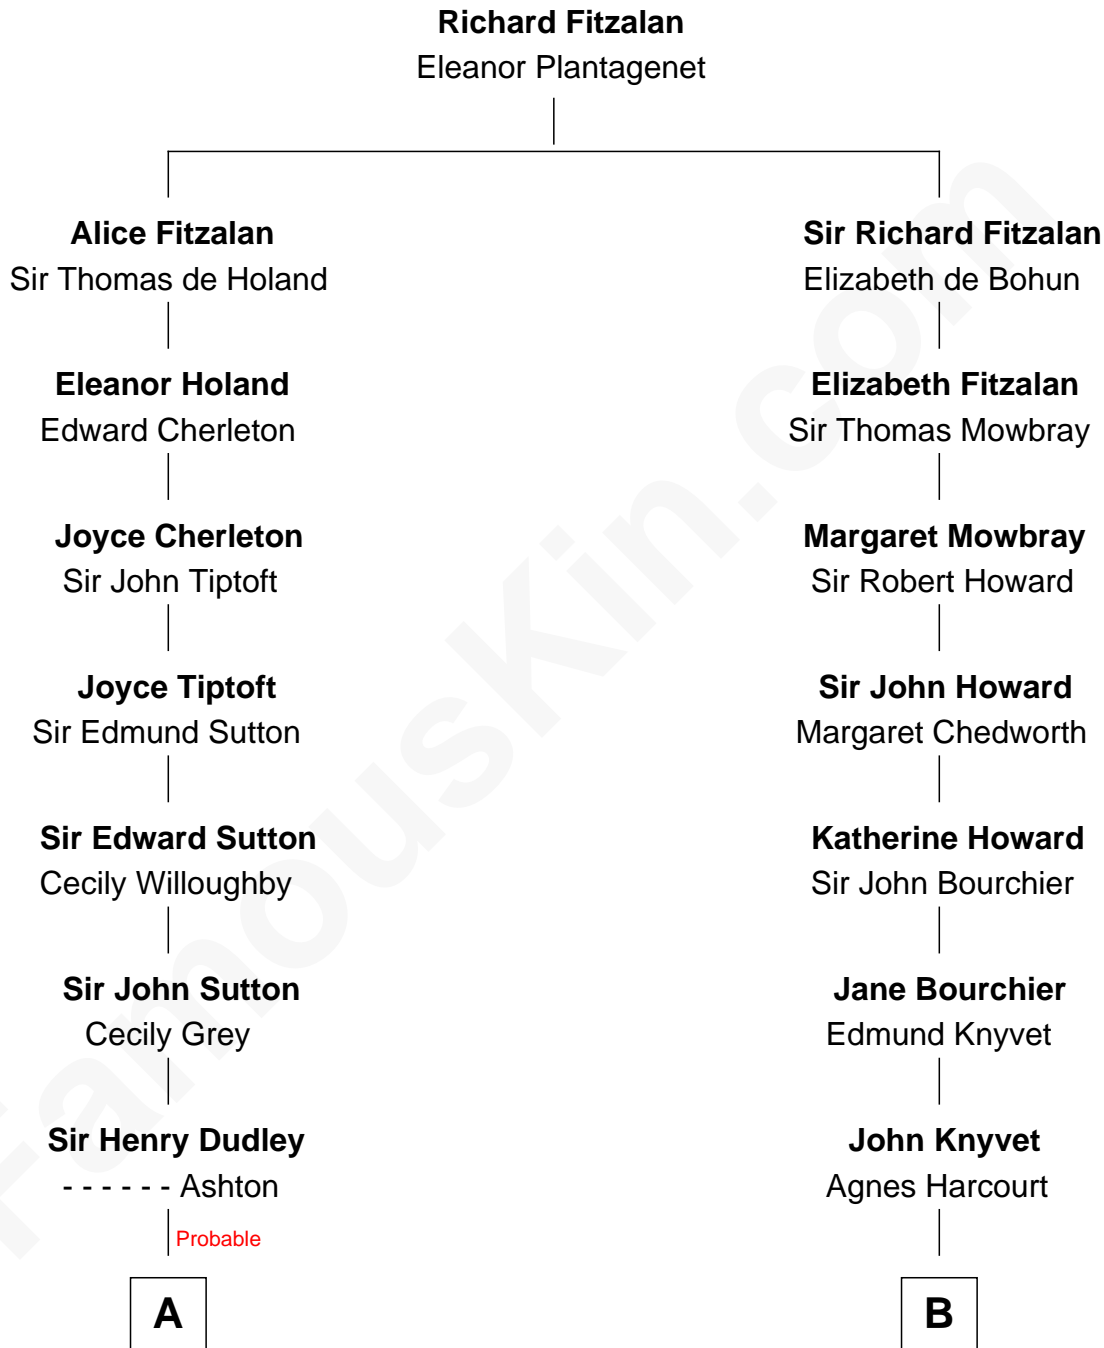 Richard Fitzalan
Eleanor Plantagenet
Alice Fitzalan
Sir Thomas de Holand
Sir Richard Fitzalan
Elizabeth de Bohun
Eleanor Holand
Edward Cherleton
Elizabeth Fitzalan
Sir Thomas Mowbray
Joyce Cherleton
Sir John Tiptoft
Margaret Mowbray
Sir Robert Howard
Joyce Tiptoft
Sir Edmund Sutton
Sir John Howard
Margaret Chedworth
Sir Edward Sutton
Cecily Willoughby
Katherine Howard
Sir John Bourchier
Sir John Sutton
Cecily Grey
Jane Bourchier
Edmund Knyvet
Sir Henry Dudley
- - - - - - Ashton
John Knyvet
Agnes Harcourt
Probable
A
B
FamousKin.com